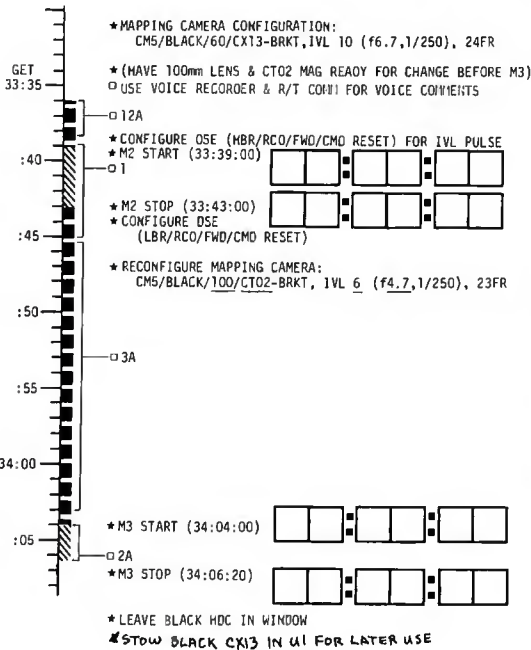 ★MAPPING CAMERA CONFIGURATION:
CM5/BLACK/60/CX13-BRKT,IVL 10 (f6.7,1/250), 24FR
GET
★(HAVE 100mm LENS & CT02 MAG READY FOR CHANGE BEFORE M3)
33:35
□ USE VOICE RECORDER & R/T COMM FOR VOICE COMMENTS
□ 12A
★CONFIGURE DSE (HBR/RCO/FWD/CMD RESET) FOR IVL PULSE
:40
★M2 START (33:39:00)
□ 1
★M2 STOP (33:43:00)
★CONFIGURE DSE
:45
(LBR/RCO/FWD/CMD RESET)
★RECONFIGURE MAPPING CAMERA:
CM5/BLACK/100/CT02-BRKT, IVL 6 (f4.7,1/250), 23FR
:50
□ 3A
:55
34:00
★M3 START (34:04:00)
:05
□ 2A
★M3 STOP (34:06:20)
★LEAVE BLACK HDC IN WINDOW
★STOW BLACK CX13 IN U1 FOR LATER USE